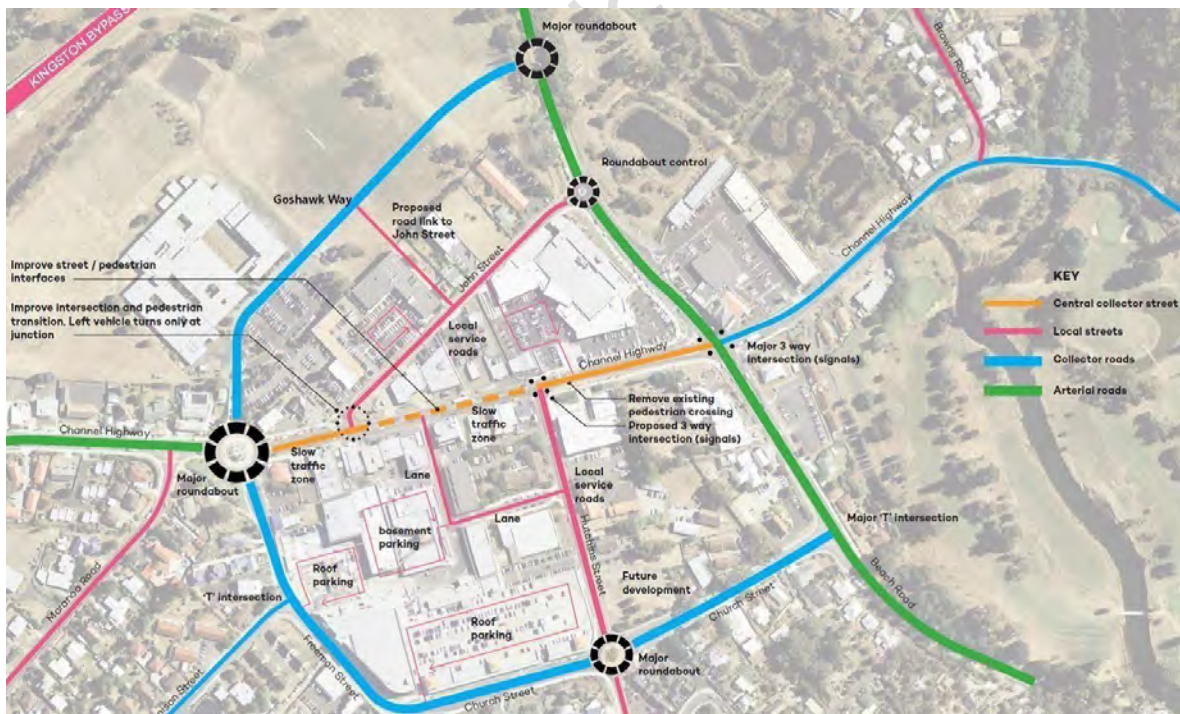 Major roundabout
KINGSTON BYPASS
Browns Road
Roundabout control
Goshawk Way
Proposed
road link to
John Street
Channel Highway
Improve street / pedestrian
interfaces
John Street
KEY
Improve intersection and pedestrian
transition. Left vehicle turns only at
junction
Central collector street
Local streets
Local
service
roads
Channel Highway
Major 3 way
intersection (signals)
Collector roads
Arterial roads
Remove existing
pedestrian crossing
Proposed 3 way
intersection (signals)
Slow
traffic
zone
Channel Highway
Slow
traffic
zone
Major
roundabout
Lane
Local
service
roads
Lane
basement
parking
Hutchins Street
Major 'T' intersection
Roof
parking
Maranoa Road
'T' intersection
Future
development
Church Street
Beach Road
Roof
parking
Freeman Street
Major
roundabout
Church Street
Street